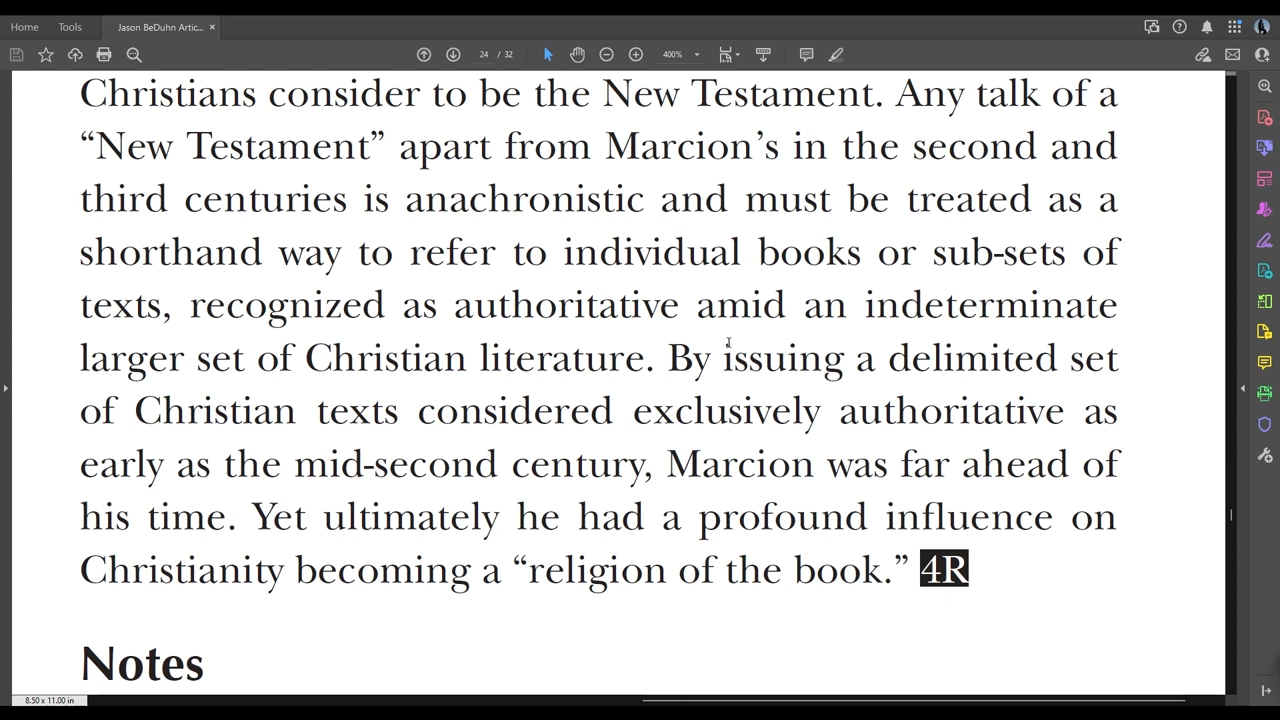 Home Tools Jason BeDuhn Artic... ×
24 / 32 400%
Christians consider to be the New Testament. Any talk of a
“New Testament” apart from Marcion’s in the second and
third centuries is anachronistic and must be treated as a
shorthand way to refer to individual books or sub-sets of
texts, recognized as authoritative amid an indeterminate
larger set of Christian literature. By issuing a delimited set
of Christian texts considered exclusively authoritative as
early as the mid-second century, Marcion was far ahead of
his time. Yet ultimately he had a profound influence on
Christianity becoming a “religion of the book.” 4R
Notes
8.50 x 11.00 in